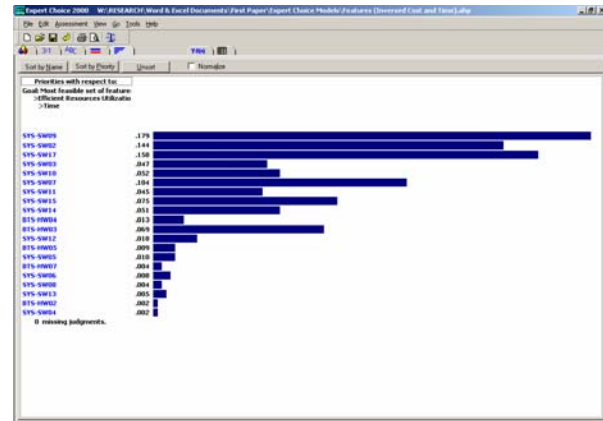 Expert Choice 2000 W:\RESEARCH\Word & Excel Documents\First Paper\Expert Choice Models\Features (Inversed Cost and Time).ahp
File Edit Assessment View Go Tools Help
3:1 ABC
Sort by Name Sort by Priority Unsort Normalize
Priorities with respect to:
Goal: Most feasible set of feature
>Efficient Resources Utilizatio
>Time
SYS-SW09 .179
SYS-SW02 .144
SYS-SW17 .158
SYS-SW03 .047
SYS-SW10 .052
SYS-SW07 .104
SYS-SW11 .045
SYS-SW15 .075
SYS-SW14 .051
BTS-HW04 .013
BTS-HW03 .069
SYS-SW12 .018
BTS-HW05 .009
SYS-SW05 .010
BTS-HW07 .004
SYS-SW06 .008
SYS-SW08 .004
SYS-SW13 .005
BTS-HW02 .002
SYS-SW04 .002
0 missing judgments.